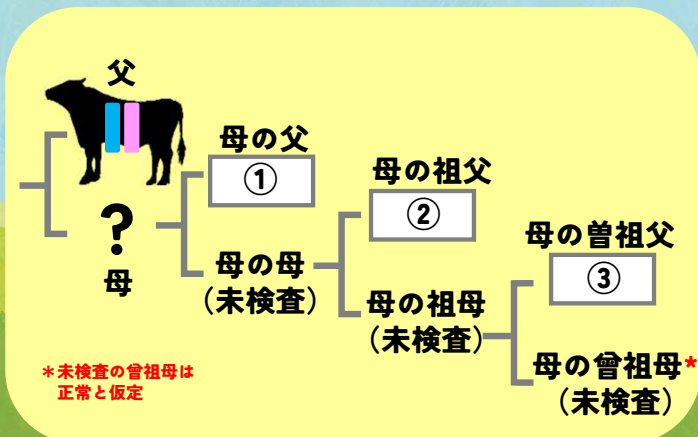 父
母の父
①
母の祖父
②
?
母
母の母
(未検査)
母の曽祖父
③
母の祖母
(未検査)
母の曾祖母*
(未検査)
*未検査の曾祖母は
正常と仮定